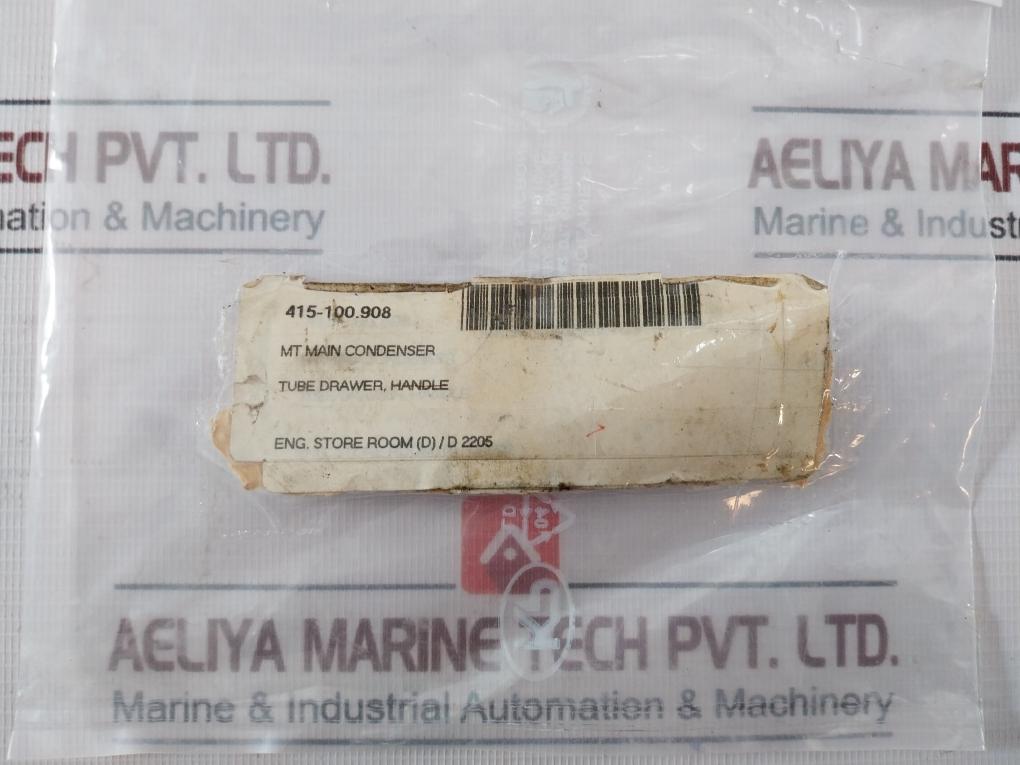 ECH PVT. LTD.
mation & Machinery
AELIYA MAR
Marine & Indust
415-100.908
MT MAIN CONDENSER
TUBE DRAWER, HANDLE
ENG. STORE ROOM (D) / D 2205
AELIYA MARINE TECH PVT. LTD.
Marine & Industrial Automation & Machinery